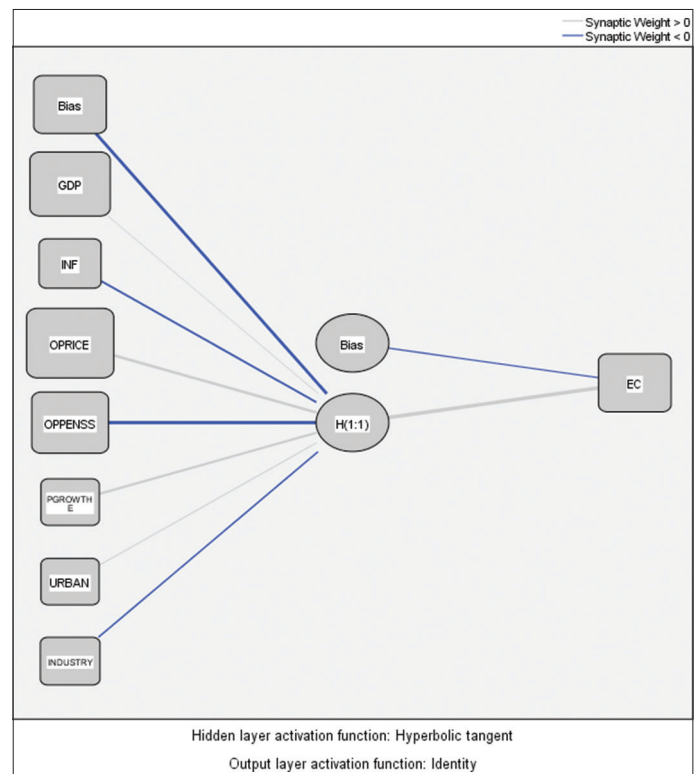 Synaptic Weight > 0
Synaptic Weight < 0
Bias
GDP
INF
OPRICE
OPPENSS
PGROWTH
E
URBAN
INDUSTRY
Bias
H(1:1)
EC
Hidden layer activation function: Hyperbolic tangent
Output layer activation function: Identity